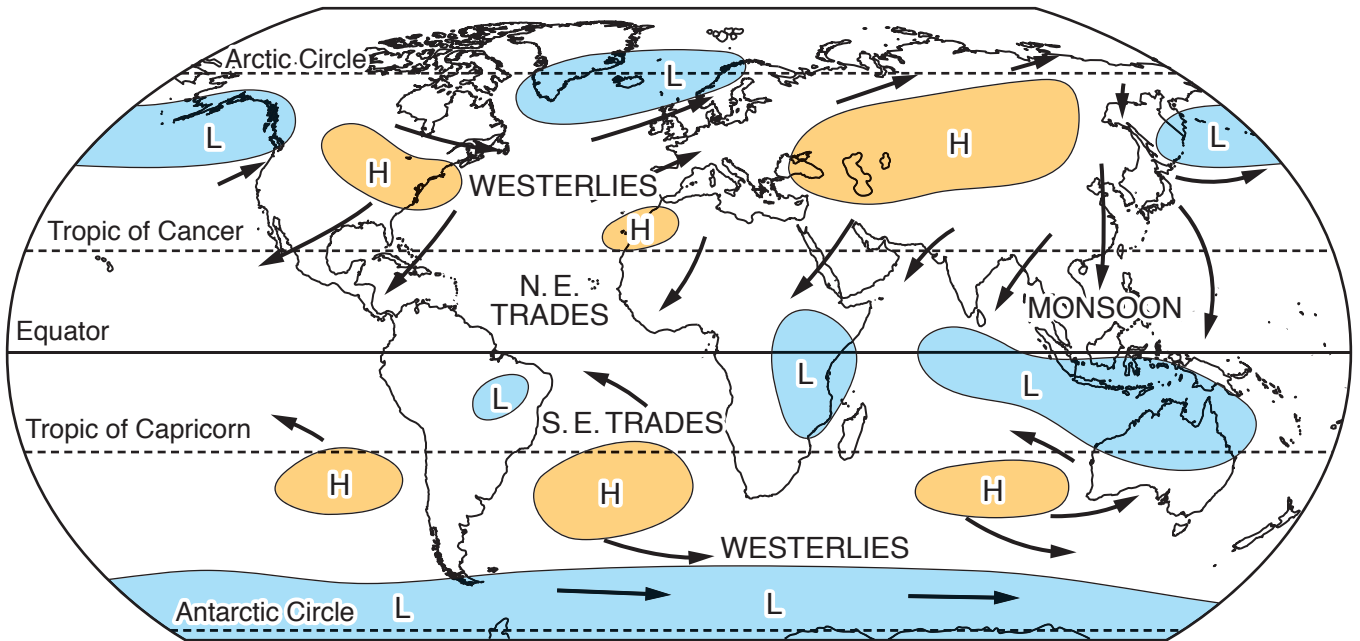 Arctic Circle
L
L
L
L
H
H
WESTERLIES
H
Tropic of Cancer
N. E.
TRADES
MONSOON
Equator
L
L
L
S. E. TRADES
Tropic of Capricorn
H
H
H
WESTERLIES
Antarctic Circle
L
L